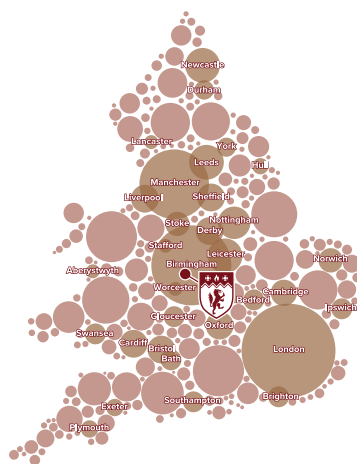 Newcastle
Durham
Lancaster
York
Leeds
Hull
Manchester
Liverpool
Sheffield
Stoke
Nottingham
Derby
Stafford
Leicester
Norwich
Birmingham
Aberystwyth
Worcester
Cambridge
Bedford
Ipswich
Gloucester
Oxford
Swansea
Cardiff
Bristol
London
Bath
Brighton
Southampton
Exeter
Plymouth